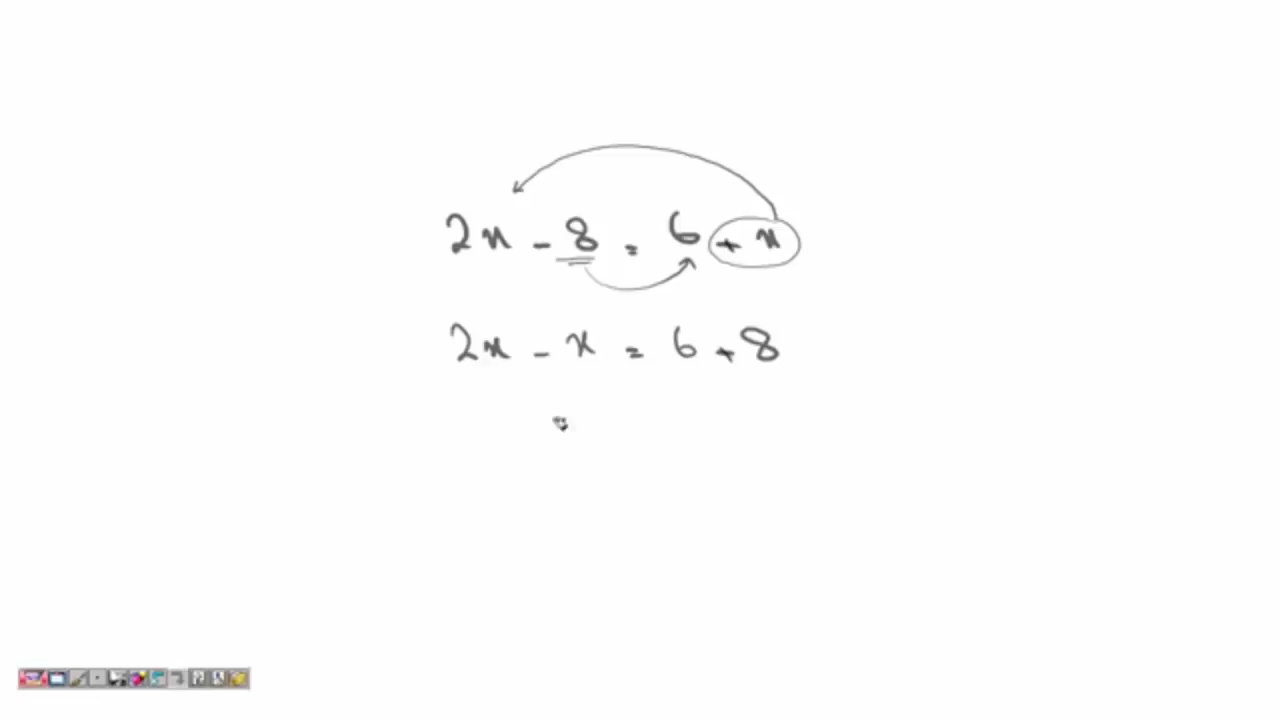 2x - 8 = 6 + x
2x - x = 6 + 8